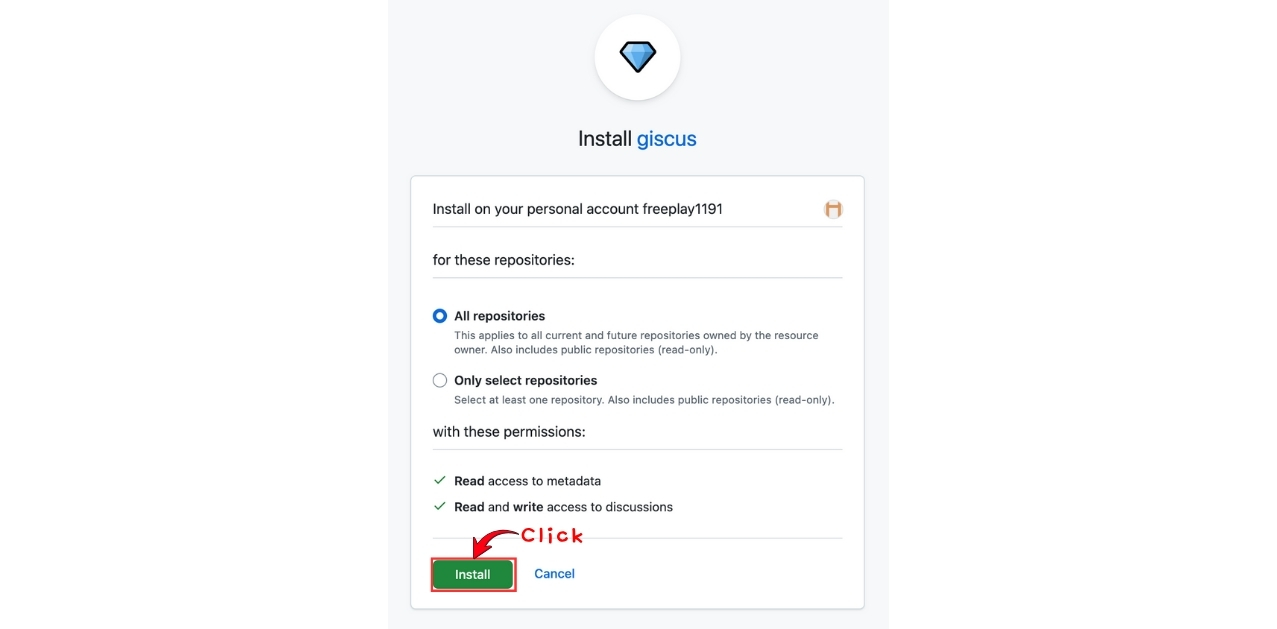 Install giscus
Install on your personal account freeplay1191
for these repositories:
All repositories
This applies to all current and future repositories owned by the resource
owner. Also includes public repositories (read-only).
Only select repositories
Select at least one repository. Also includes public repositories (read-only).
with these permissions:
Read access to metadata
Read and write access to discussions
Click
Install Cancel